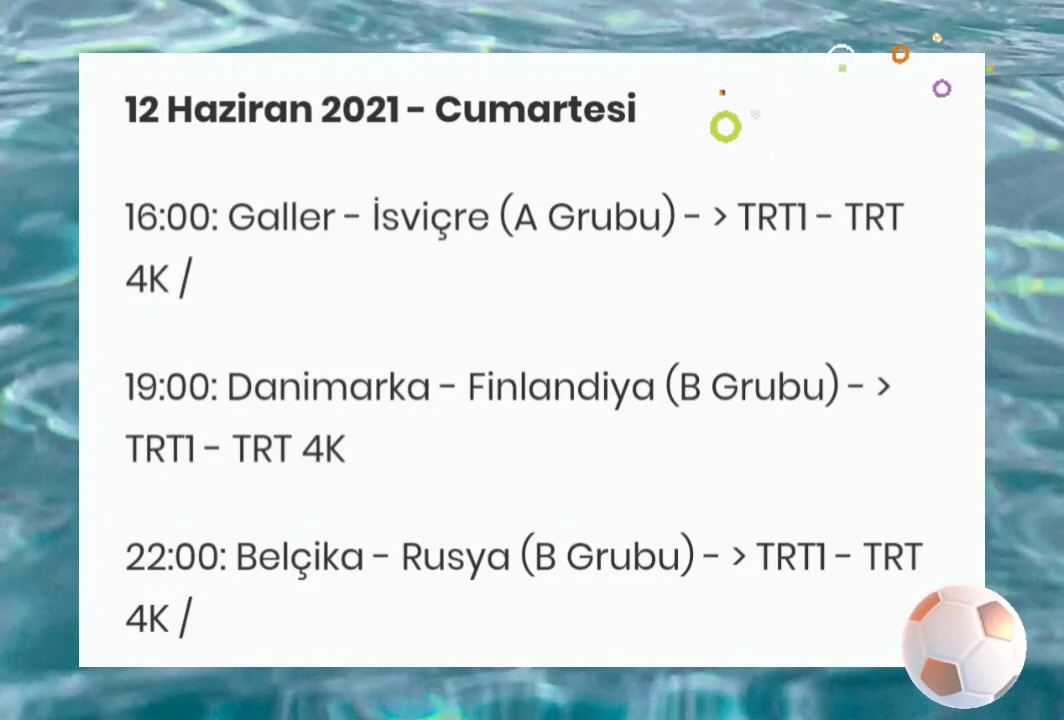 12 Haziran 2021 - Cumartesi
16:00: Galler - İsviçre (A Grubu) - > TRT1 - TRT
4K /
19:00: Danimarka - Finlandiya (B Grubu) - >
TRT1 - TRT 4K
22:00: Belçika - Rusya (B Grubu) - > TRT1 - TRT
4K /